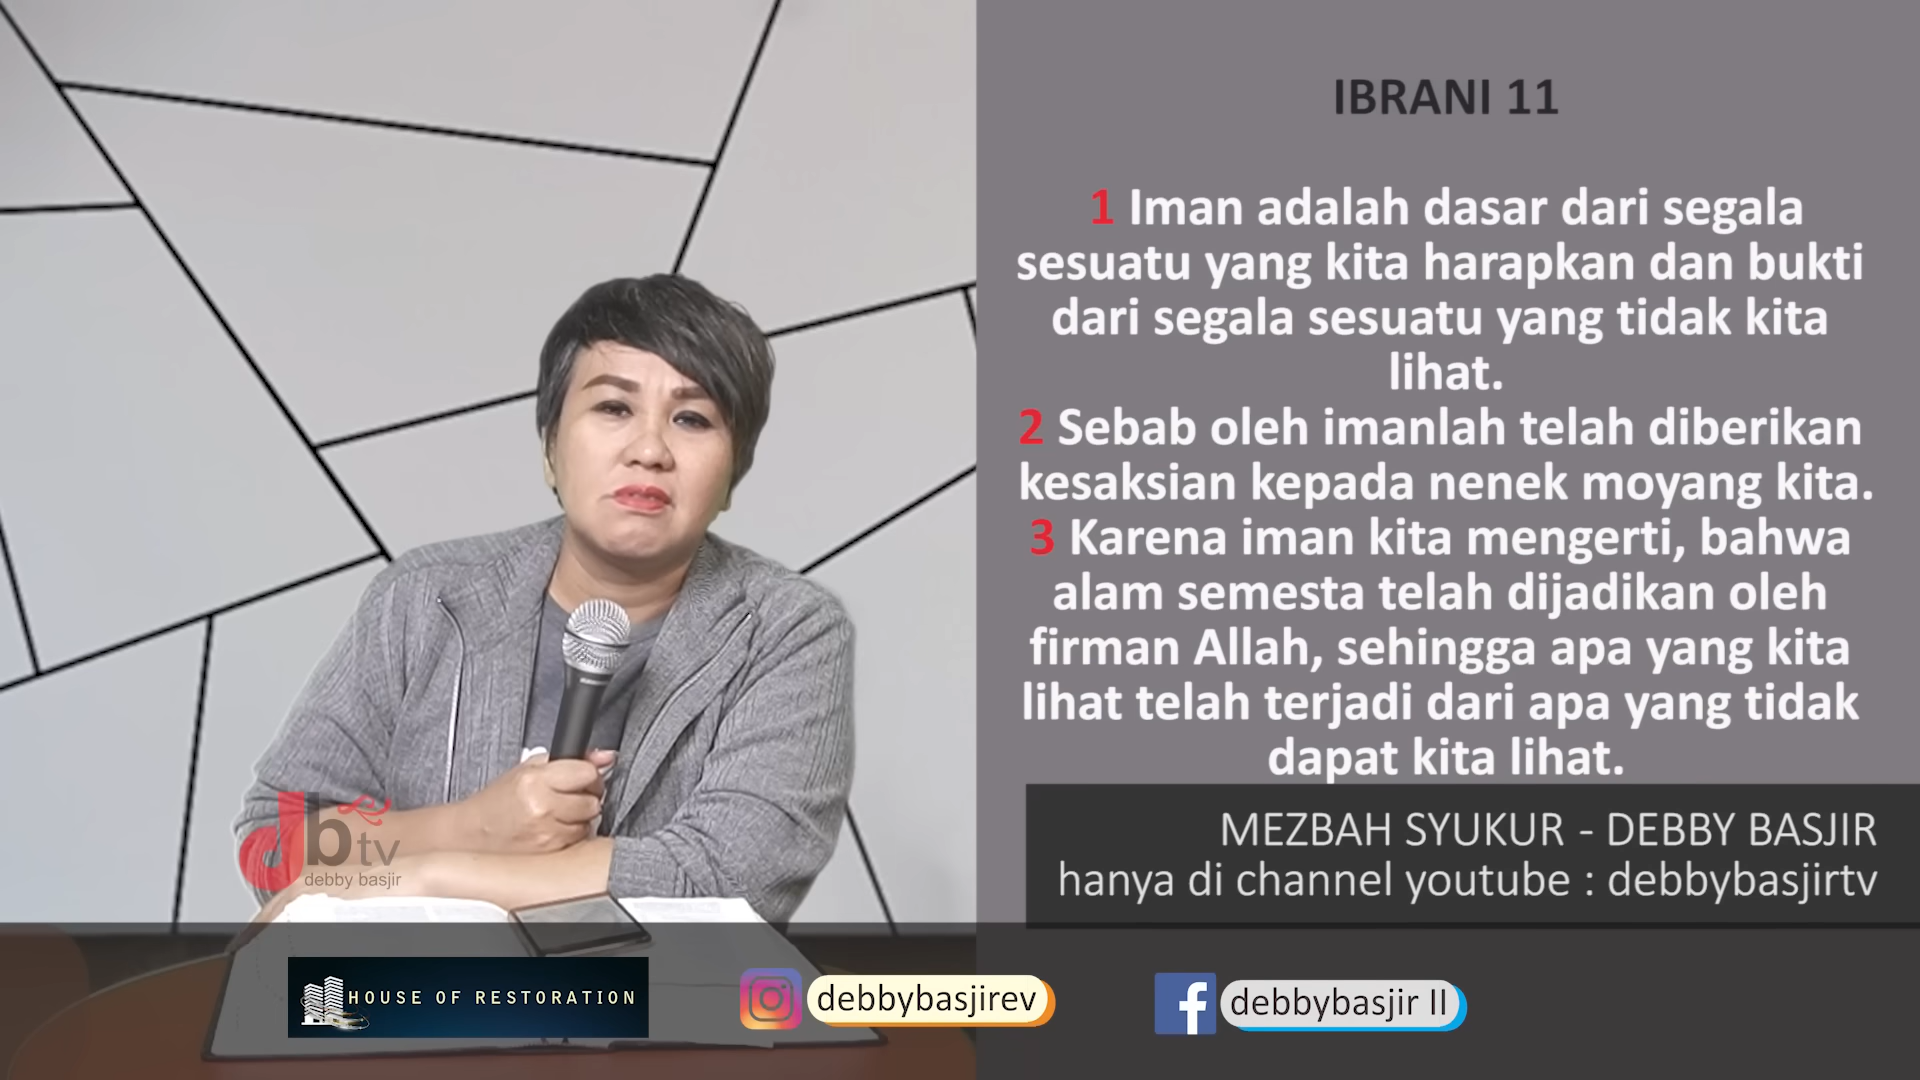 IBRANI 11
1 Iman adalah dasar dari segala
sesuatu yang kita harapkan dan bukti
dari segala sesuatu yang tidak kita
lihat.
2 Sebab oleh imanlah telah diberikan
kesaksian kepada nenek moyang kita.
3 Karena iman kita mengerti, bahwa
alam semesta telah dijadikan oleh
firman Allah, sehingga apa yang kita
lihat telah terjadi dari apa yang tidak
dapat kita lihat.
MEZBAH SYUKUR - DEBBY BASJIR
hanya di channel youtube : debbybasjirtv
db tv
debby basjir
HOUSE OF RESTORATION
debbybasjirev
debbybasjir II